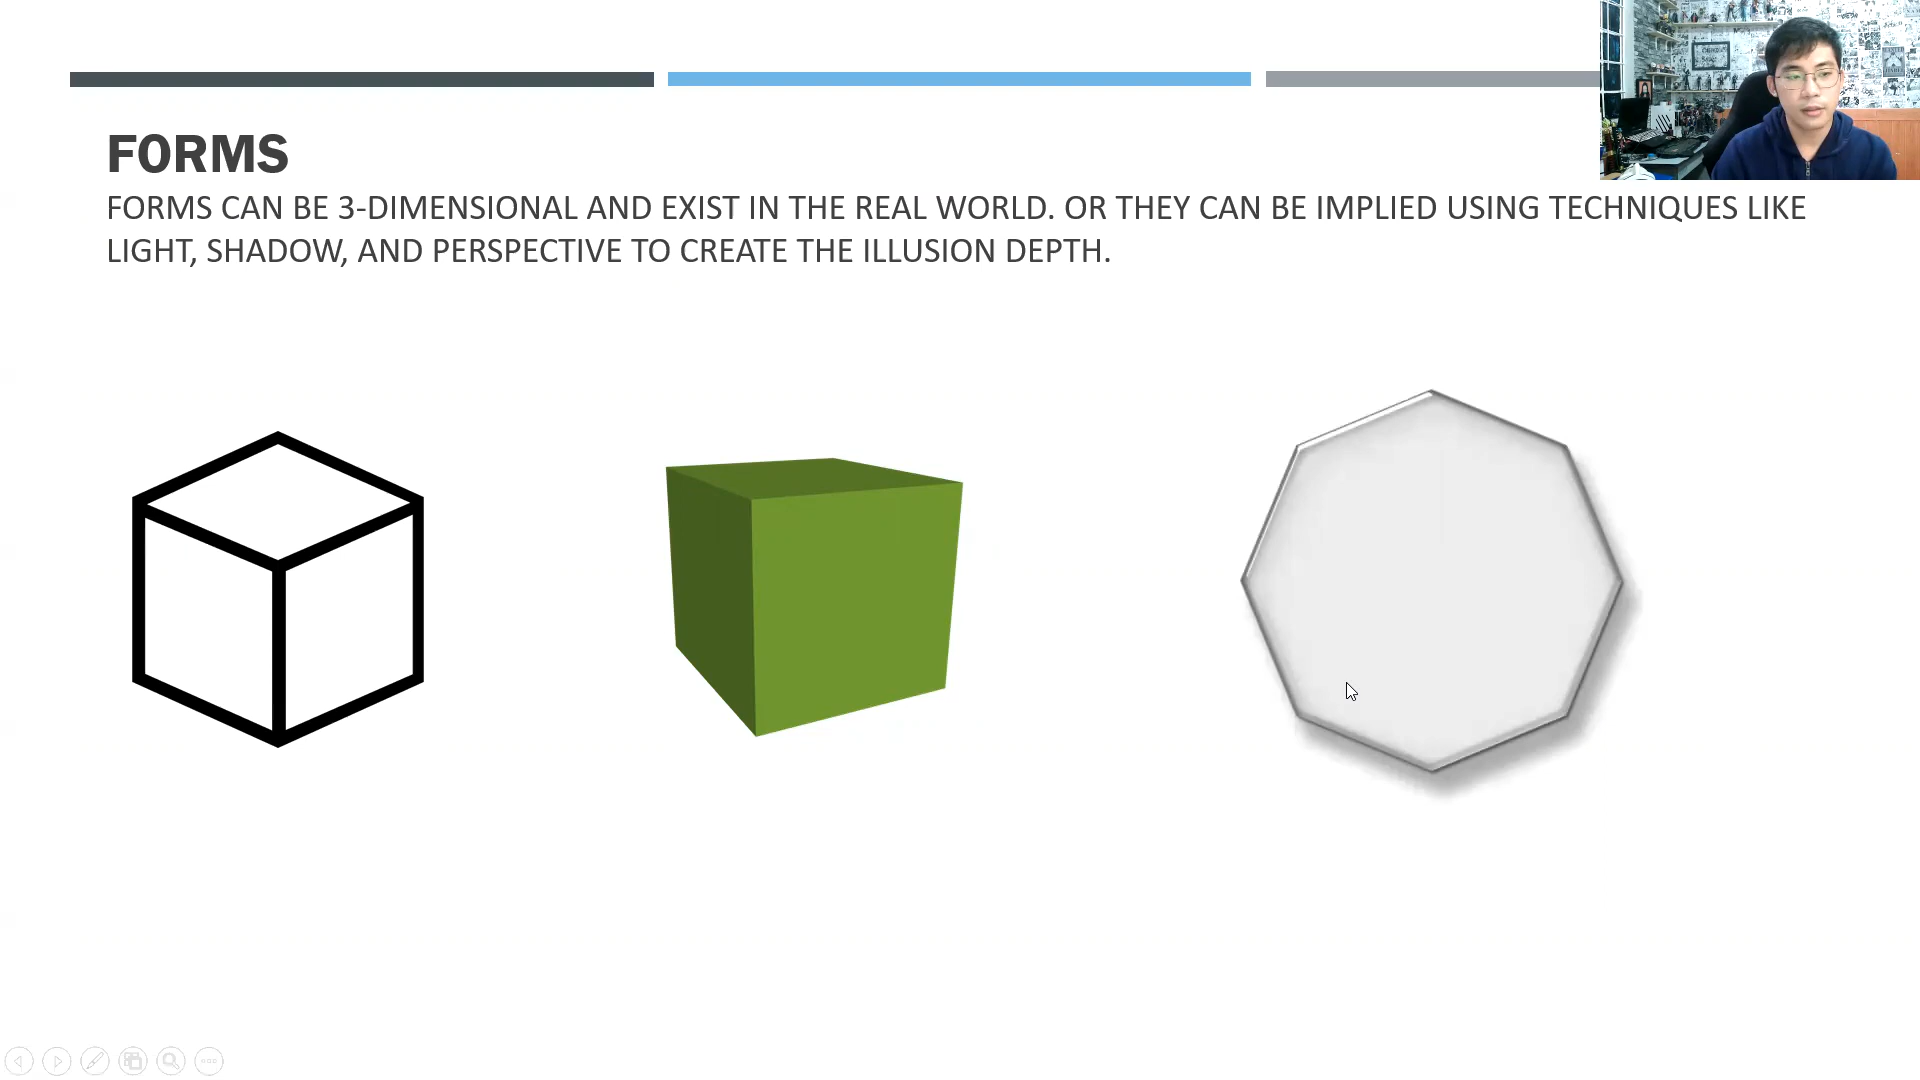 FORMS
FORMS CAN BE 3-DIMENSIONAL AND EXIST IN THE REAL WORLD. OR THEY CAN BE IMPLIED USING TECHNIQUES LIKE
LIGHT, SHADOW, AND PERSPECTIVE TO CREATE THE ILLUSION DEPTH.